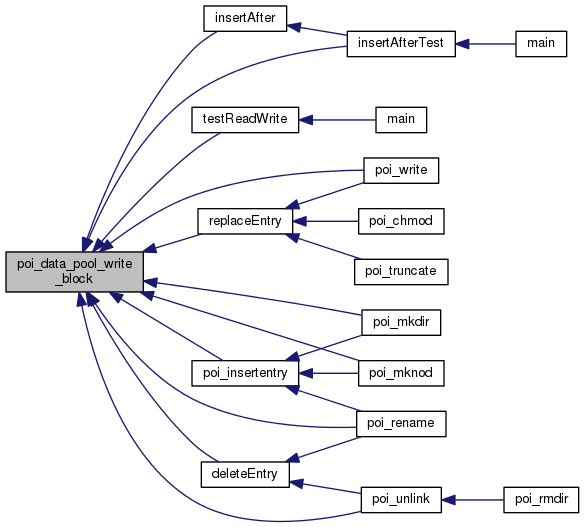 insertAfter
insertAfterTest
main
testReadWrite
main
poi_write
replaceEntry
poi_chmod
poi_data_pool_write
_block
poi_truncate
poi_mkdir
poi_insertentry
poi_mknod
poi_rename
deleteEntry
poi_unlink
poi_rmdir